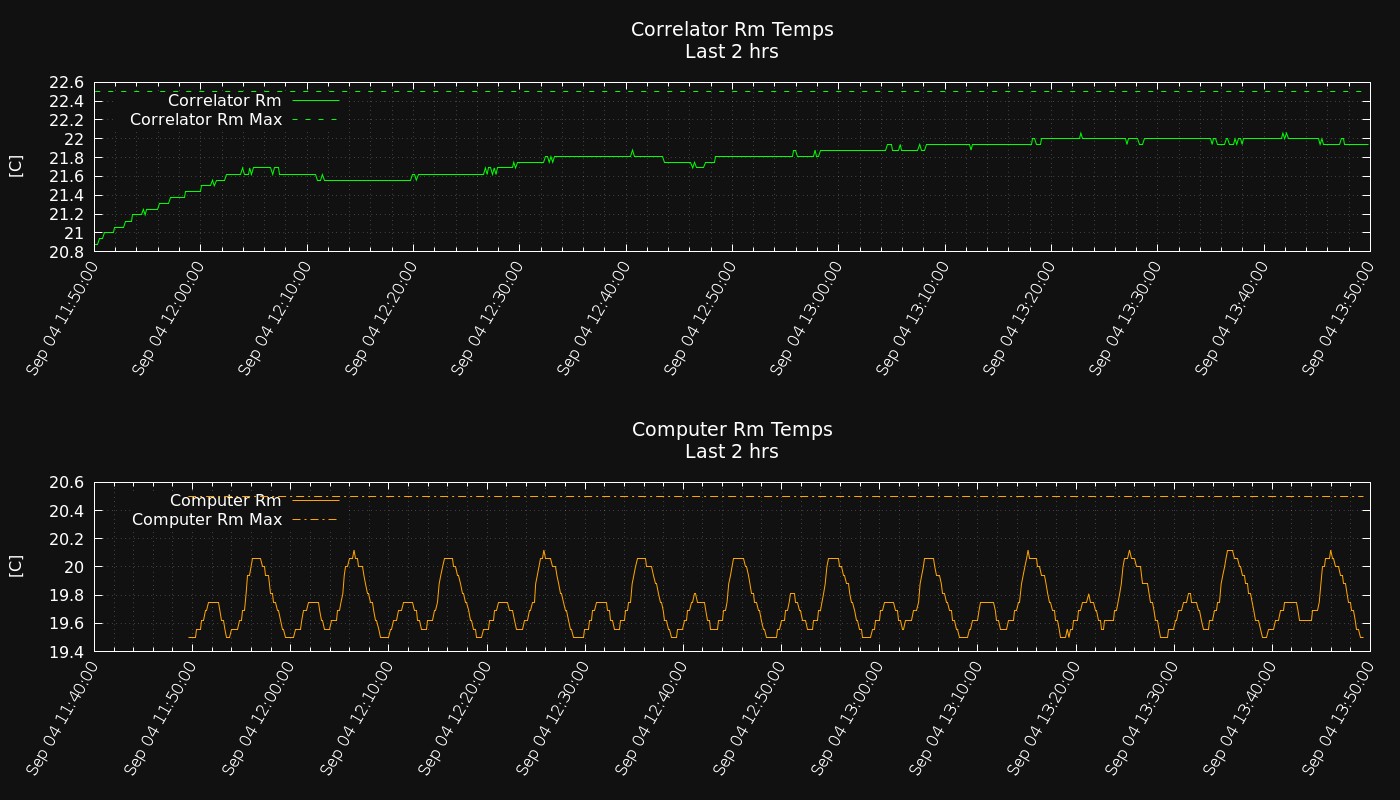 Correlator Rm Temps
Last 2 hrs
22.6
22.4
22.2
22
21.8
21.6
21.4
21.2
21
20.8
[C]
Correlator Rm
Correlator Rm Max
Sep 04 11:50:00
Sep 04 12:00:00
Sep 04 12:10:00
Sep 04 12:20:00
Sep 04 12:30:00
Sep 04 12:40:00
Sep 04 12:50:00
Sep 04 13:00:00
Sep 04 13:10:00
Sep 04 13:20:00
Sep 04 13:30:00
Sep 04 13:40:00
Sep 04 13:50:00
Computer Rm Temps
Last 2 hrs
20.6
20.4
20.2
20
19.8
19.6
19.4
[C]
Computer Rm
Computer Rm Max
Sep 04 11:40:00
Sep 04 11:50:00
Sep 04 12:00:00
Sep 04 12:10:00
Sep 04 12:20:00
Sep 04 12:30:00
Sep 04 12:40:00
Sep 04 12:50:00
Sep 04 13:00:00
Sep 04 13:10:00
Sep 04 13:20:00
Sep 04 13:30:00
Sep 04 13:40:00
Sep 04 13:50:00